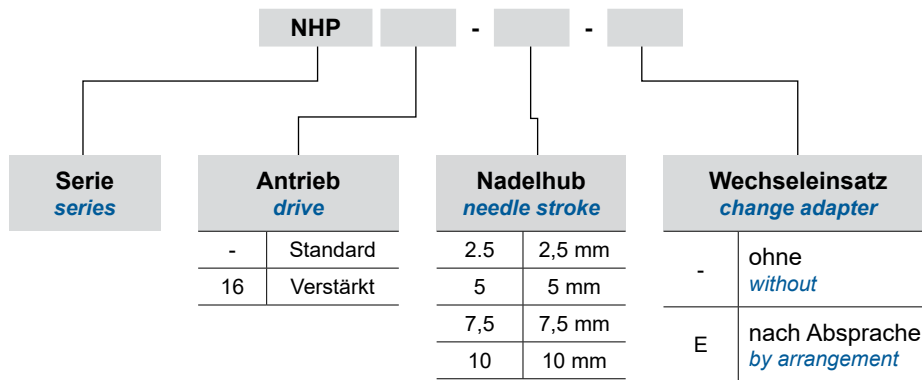 NHP - -
Serie
series
Antrieb
drive
- Standard
16 Verstärkt
Nadelhub
needle stroke
2.5 2,5 mm
5 5 mm
7,5 7,5 mm
10 10 mm
Wechseleinsatz
change adapter
- ohne
without
E nach Absprache
by arrangement